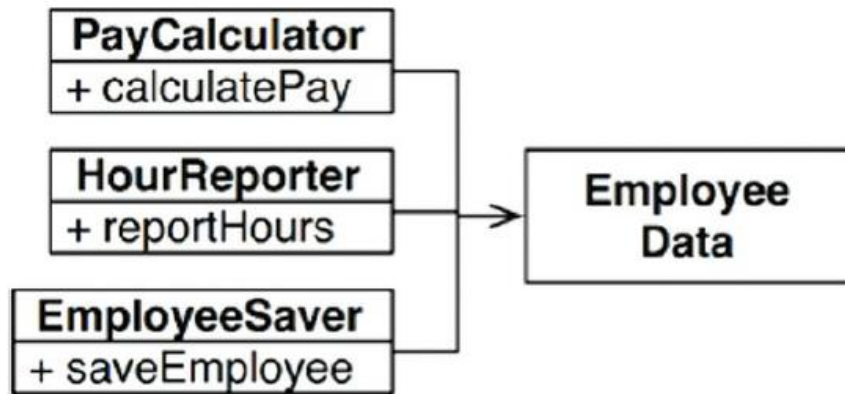 PayCalculator
+ calculatePay
HourReporter
+ reportHours
EmployeeSaver
+ saveEmployee
Employee
Data